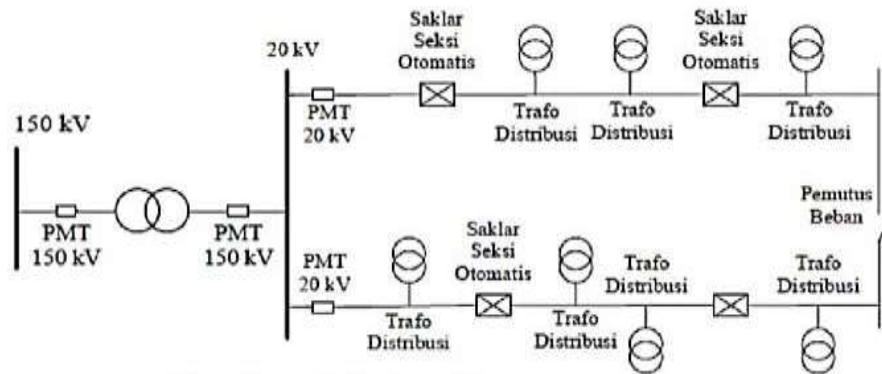 150 kV
PMT
150 kV
PMT
150 kV
20 kV
PMT
20 kV
Saklar
Seksi
Otomatis
Trafo
Distribusi
Trafo
Distribusi
Saklar
Seksi
Otomatis
Trafo
Distribusi
Pemutus
Beban
PMT
20 kV
Trafo
Distribusi
Saklar
Seksi
Otomatis
Trafo
Distribusi
Trafo
Distribusi
Trafo
Distribusi